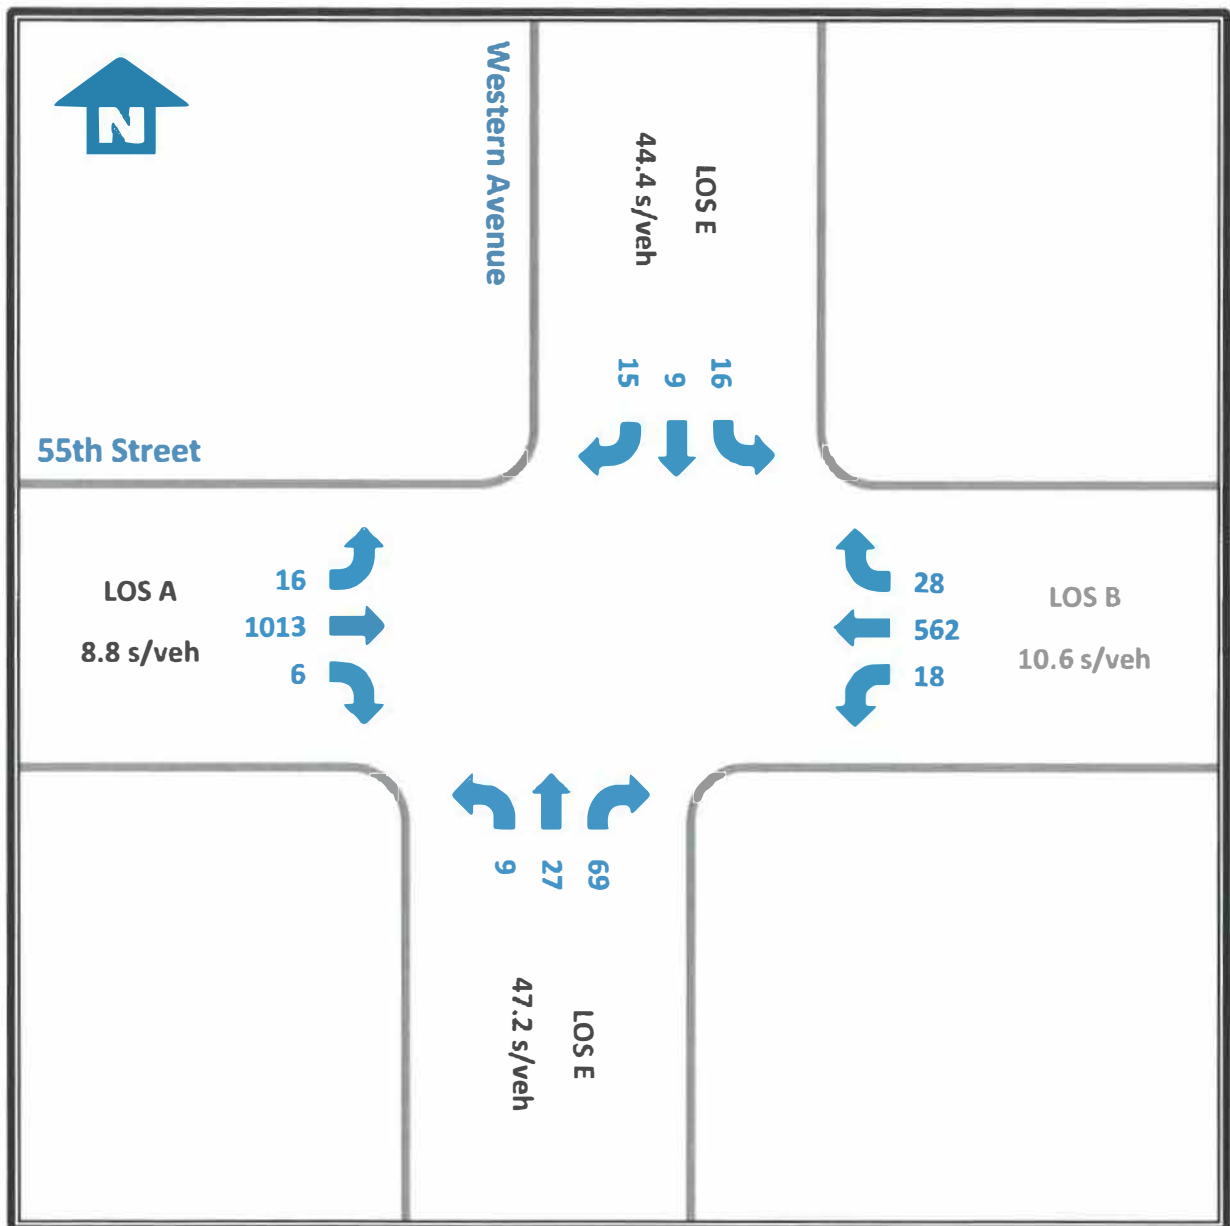 N
Western Avenue
LOS E
44.4 s/veh
15
9
16
55th Street
LOS A
8.8 s/veh
16
1013
6
28
562
18
LOS B
10.6 s/veh
9
27
69
LOS E
47.2 s/veh